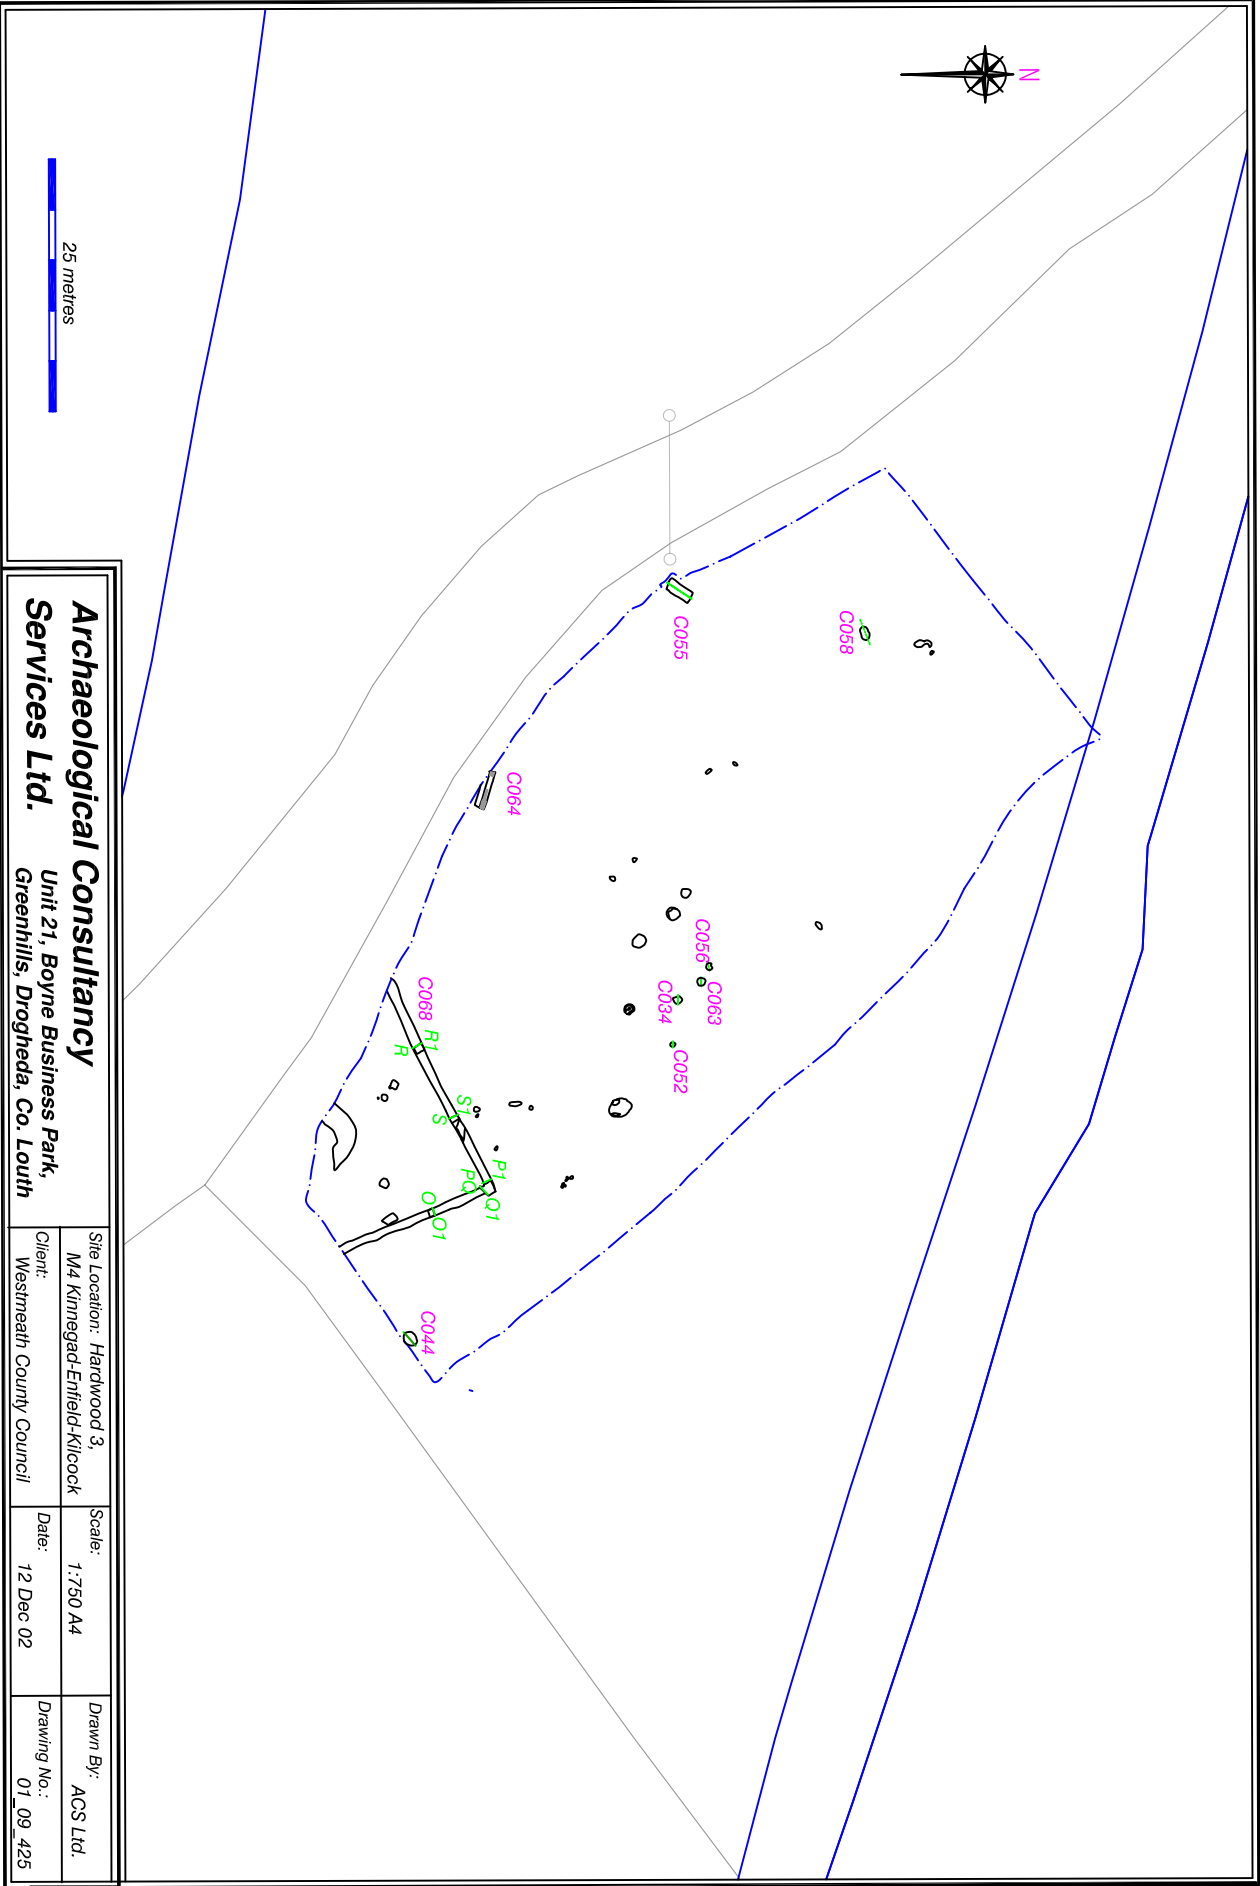 N
C058
C055
C064
C056
C063
C034
C052
C068
R1
R
S1
S
P1
PQ
Q1
O
O1
C044
25 metres
Archaeological Consultancy
Services Ltd.
Unit 21, Boyne Business Park,
Greenhills, Drogheda, Co. Louth
Site Location: Hardwood 3,
M4 Kinnegad-Enfield-Kilcock
Client:
Westmeath County Council
Scale:
1:750 A4
Date:
12 Dec 02
Drawn By:
ACS Ltd.
Drawing No.:
01_09_425